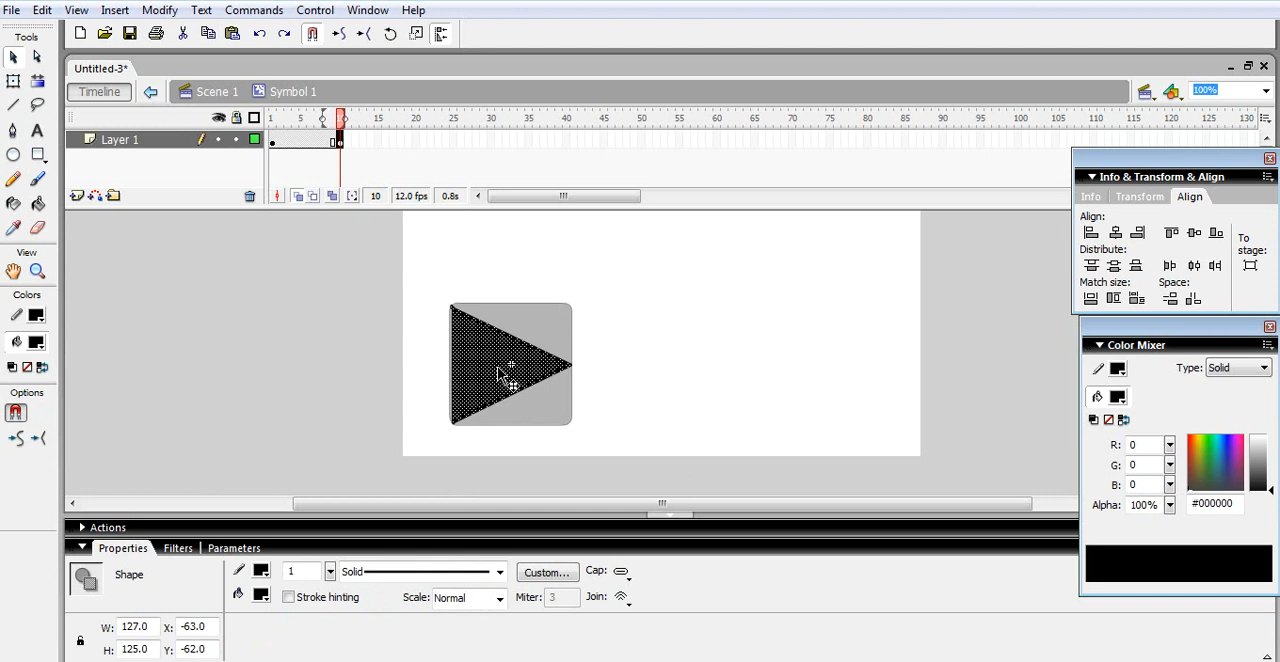 File Edit View Insert Modify Text Commands Control Window Help
Tools
Untitled-3*
Timeline Scene 1 Symbol 1 100%
1 5 15 20 25 30 35 40 45 50 55 60 65 70 75 80 85 90 95 100 105 110 115 120 125 130
Layer 1
10 12.0 fps 0.8s
View
Colors
Options
Info & Transform & Align
Info Transform Align
Align:
To
stage:
Distribute:
Match size: Space:
Color Mixer
Type: Solid
R: 0
G: 0
B: 0
Alpha: 100% #000000
Actions
Properties Filters Parameters
Shape
1 Solid Custom... Cap:
Stroke hinting Scale: Normal Miter: 3 Join:
W: 127.0 X: -63.0
H: 125.0 Y: -62.0